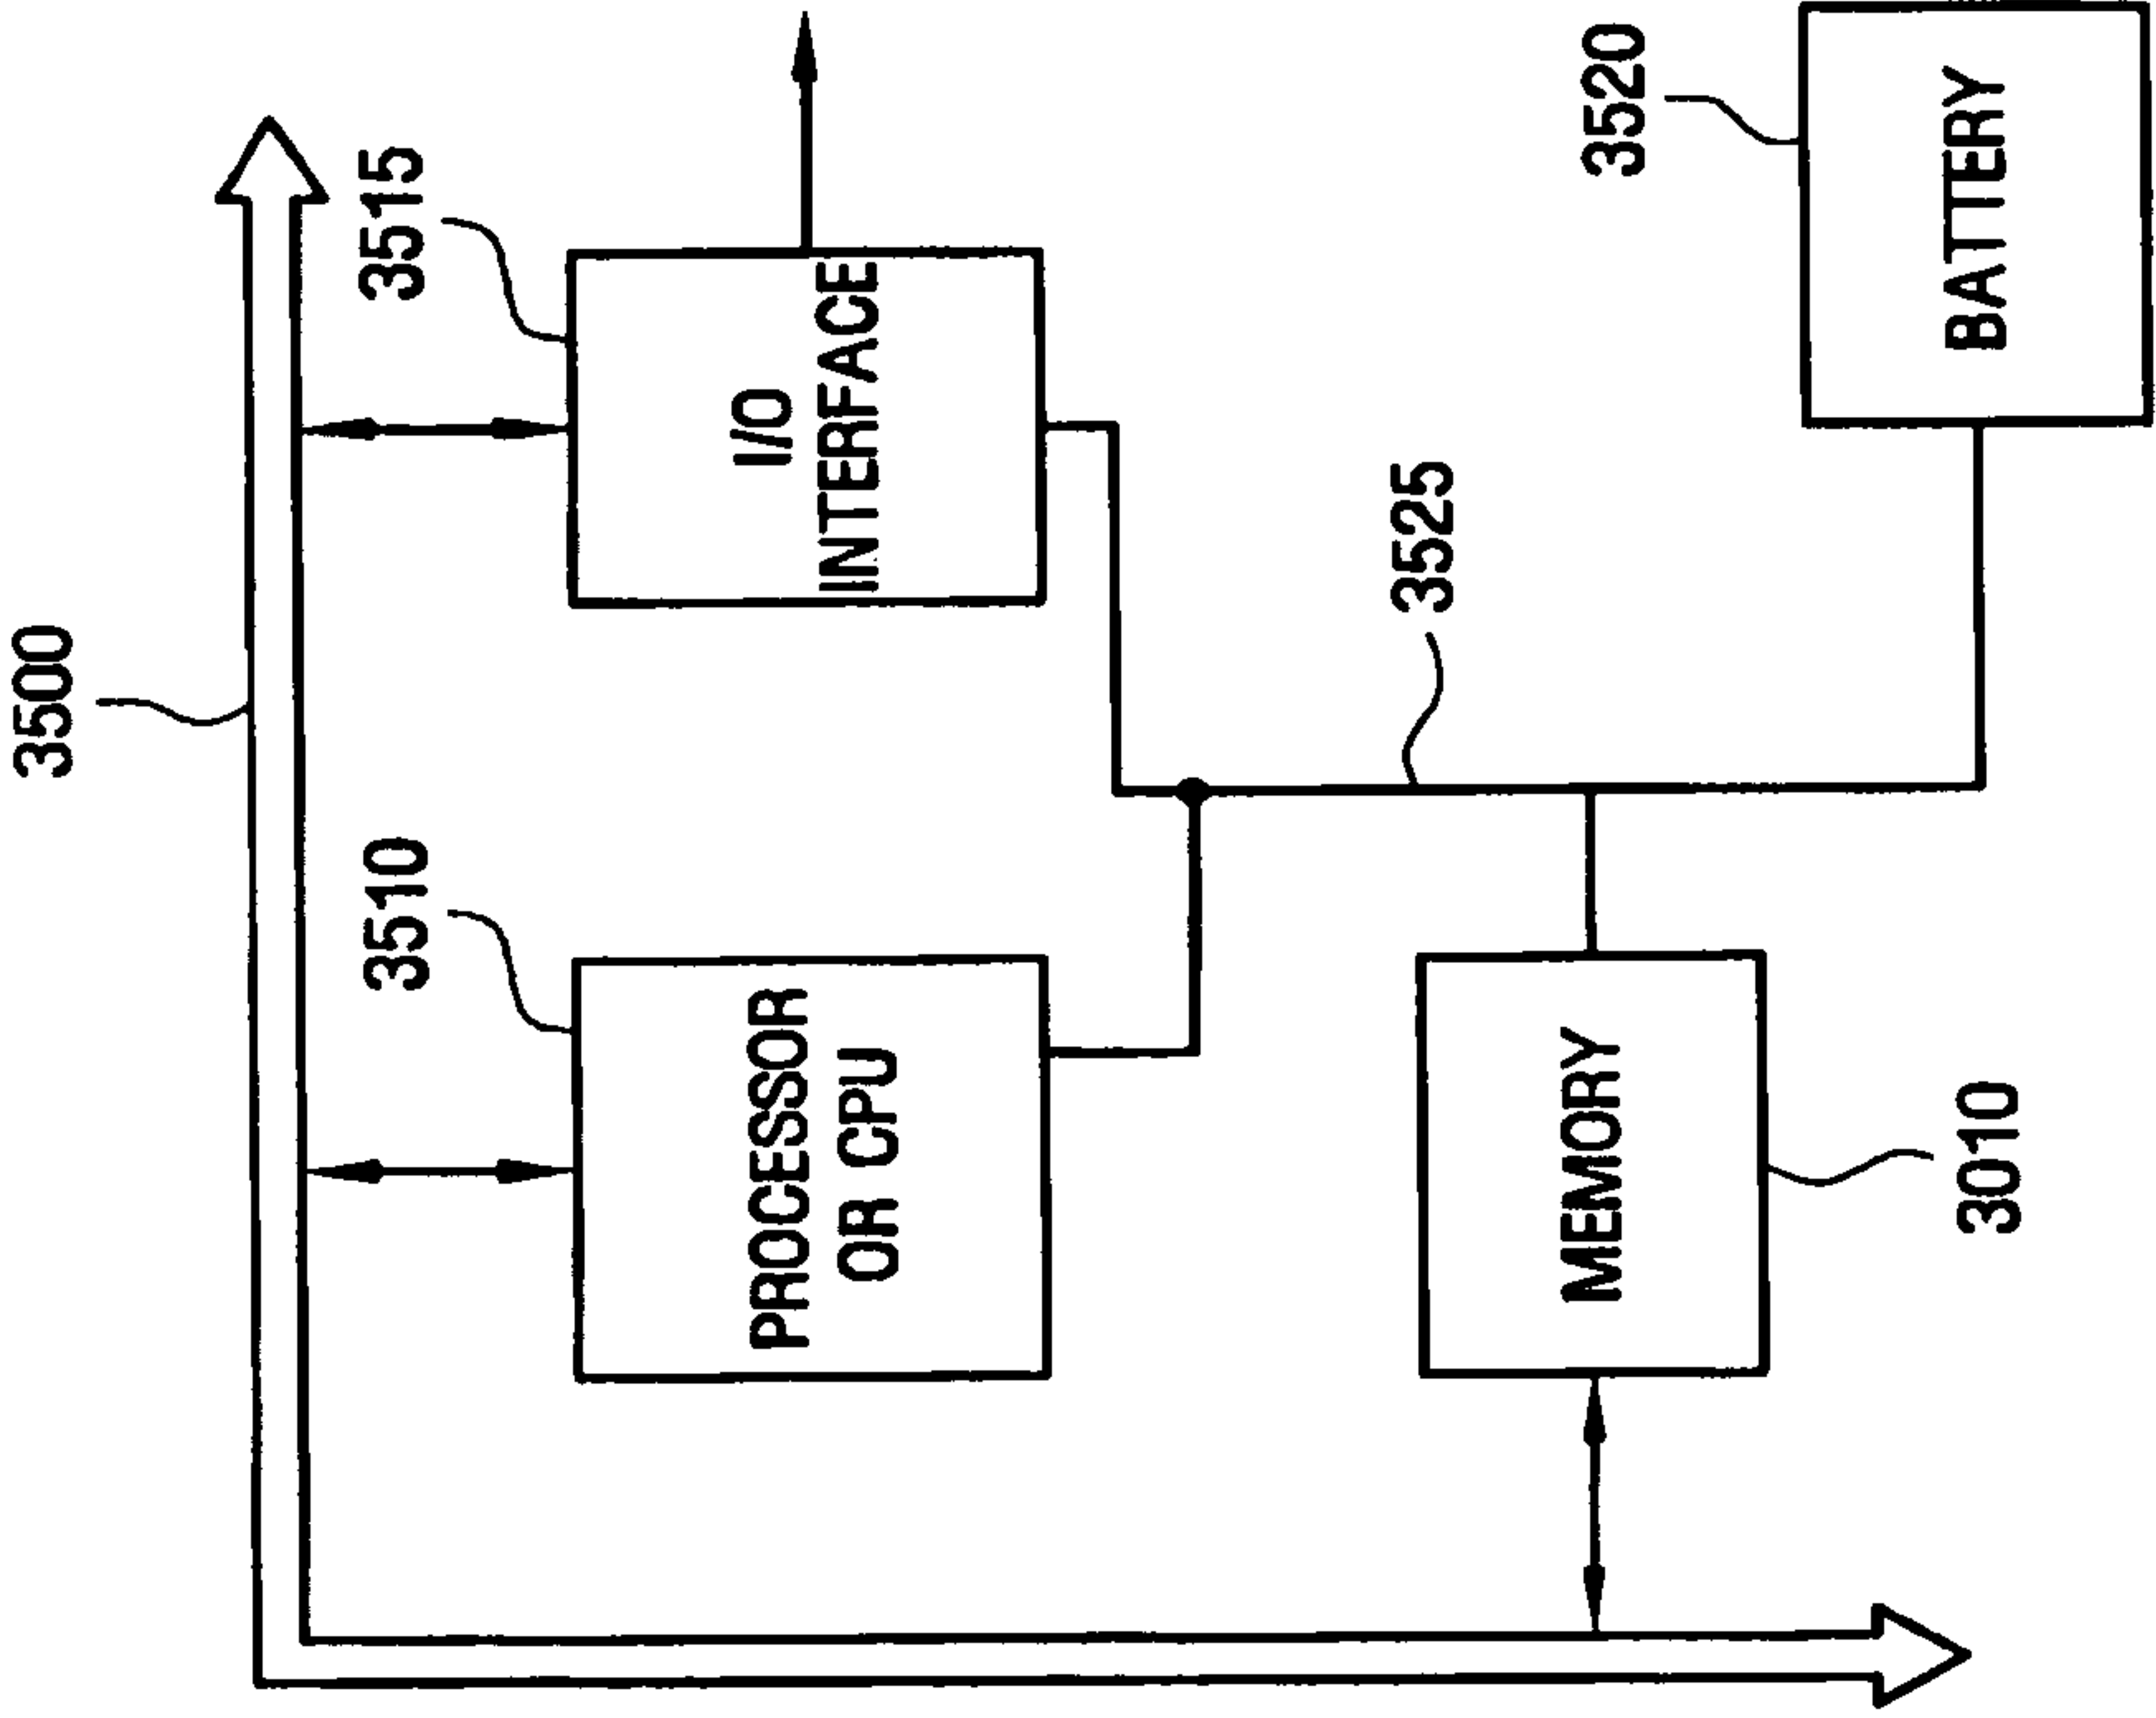 3500
3510
3515
PROCESSOR
OR CPU
I/O
INTERFACE
3525
MEMORY
3010
3520
BATTERY